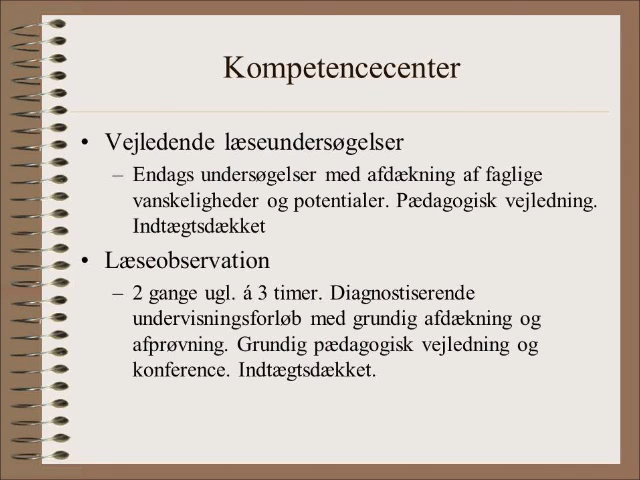 Kompetencecenter
• Vejledende læseundersøgelser
– Endags undersøgelser med afdækning af faglige
vanskeligheder og potentialer. Pædagogisk vejledning.
Indtægtsdækket
• Læseobservation
– 2 gange ugl. á 3 timer. Diagnostiserende
undervisningsforløb med grundig afdækning og
afprøvning. Grundig pædagogisk vejledning og
konference. Indtægtsdækket.